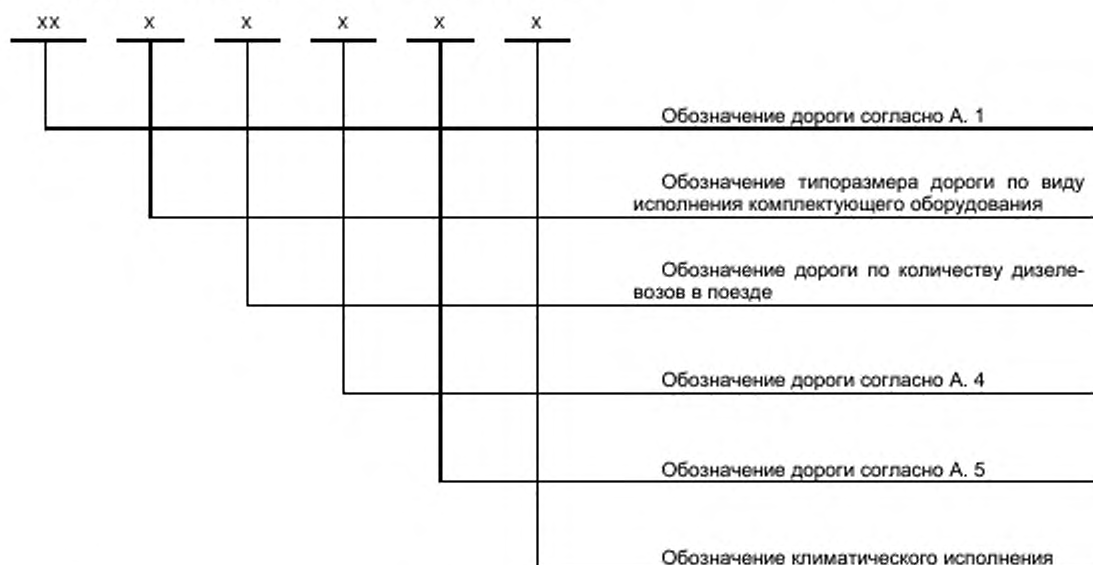 хх х х х х х
Обозначение дороги согласно А. 1
Обозначение типоразмера дороги по виду
исполнения комплектующего оборудования
Обозначение дороги по количеству дизеле-
возов в поезде
Обозначение дороги согласно А. 4
Обозначение дороги согласно А. 5
Обозначение климатического исполнения